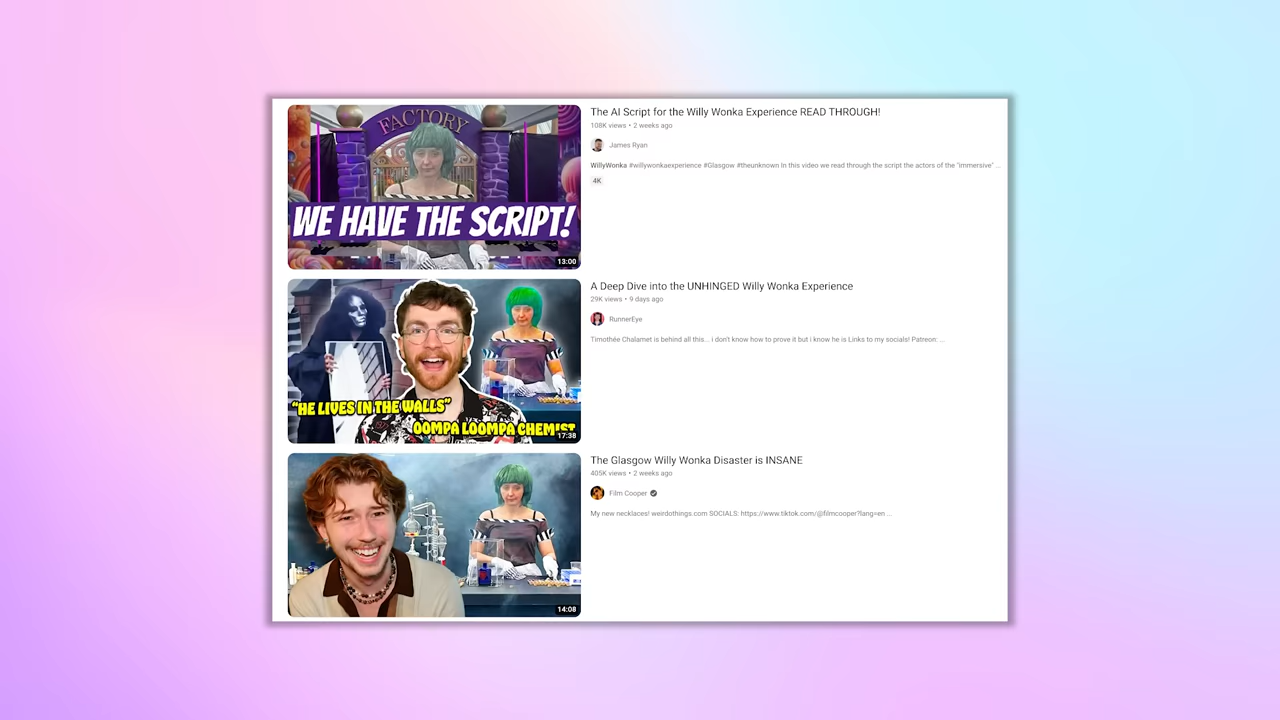 FACTORY
WE HAVE THE SCRIPT!
13:00
The AI Script for the Willy Wonka Experience READ THROUGH!
108K views • 2 weeks ago
James Ryan
WillyWonka #willywonkaexperience #Glasgow #theunknown In this video we read through the script the actors of the "immersive" ...
4K
"HE LIVES IN THE WALLS"
OOMPA LOOMPA CHEMIST
17:38
A Deep Dive into the UNHINGED Willy Wonka Experience
29K views • 9 days ago
RunnerEye
Timothée Chalamet is behind all this... i don't know how to prove it but i know he is Links to my socials! Patreon: ...
14:08
The Glasgow Willy Wonka Disaster is INSANE
405K views • 2 weeks ago
Film Cooper
My new necklaces! weirdothings.com SOCIALS: https://www.tiktok.com/@filmcooper?lang=en ...